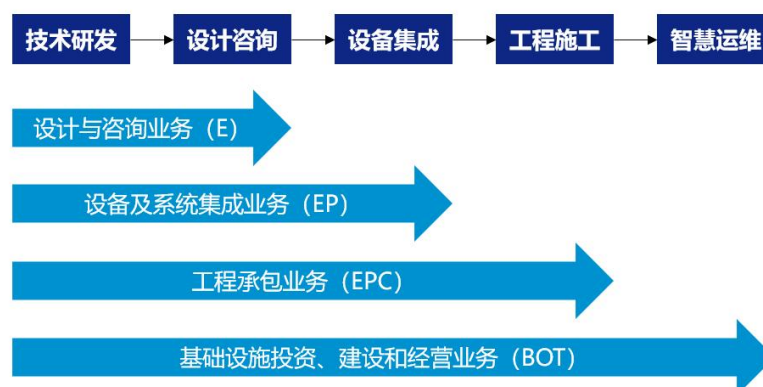 技术研发 设计咨询 设备集成 工程施工 智慧运维
设计与咨询业务（E）
设备及系统集成业务（EP）
工程承包业务（EPC）
基础设施投资、建设和经营业务（BOT）